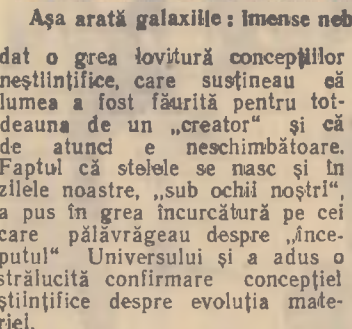 Așa arată galaxiile: imense neb
dat o grea lovitură concepțiilor
neștiințifice, care susțineau că
lumea a fost făurită pentru tot-
deauna de un „creator“ și că
de atunci e neschimbătoare.
Faptul că stelele se nasc și în
zilele noastre, „sub ochii noștri“,
a pus în grea încurcătură pe cei
care pălăvrăgeau despre „înce-
putul“ Universului și a adus o
strălucită confirmare concepției
științifice despre evoluția mate-
riei.